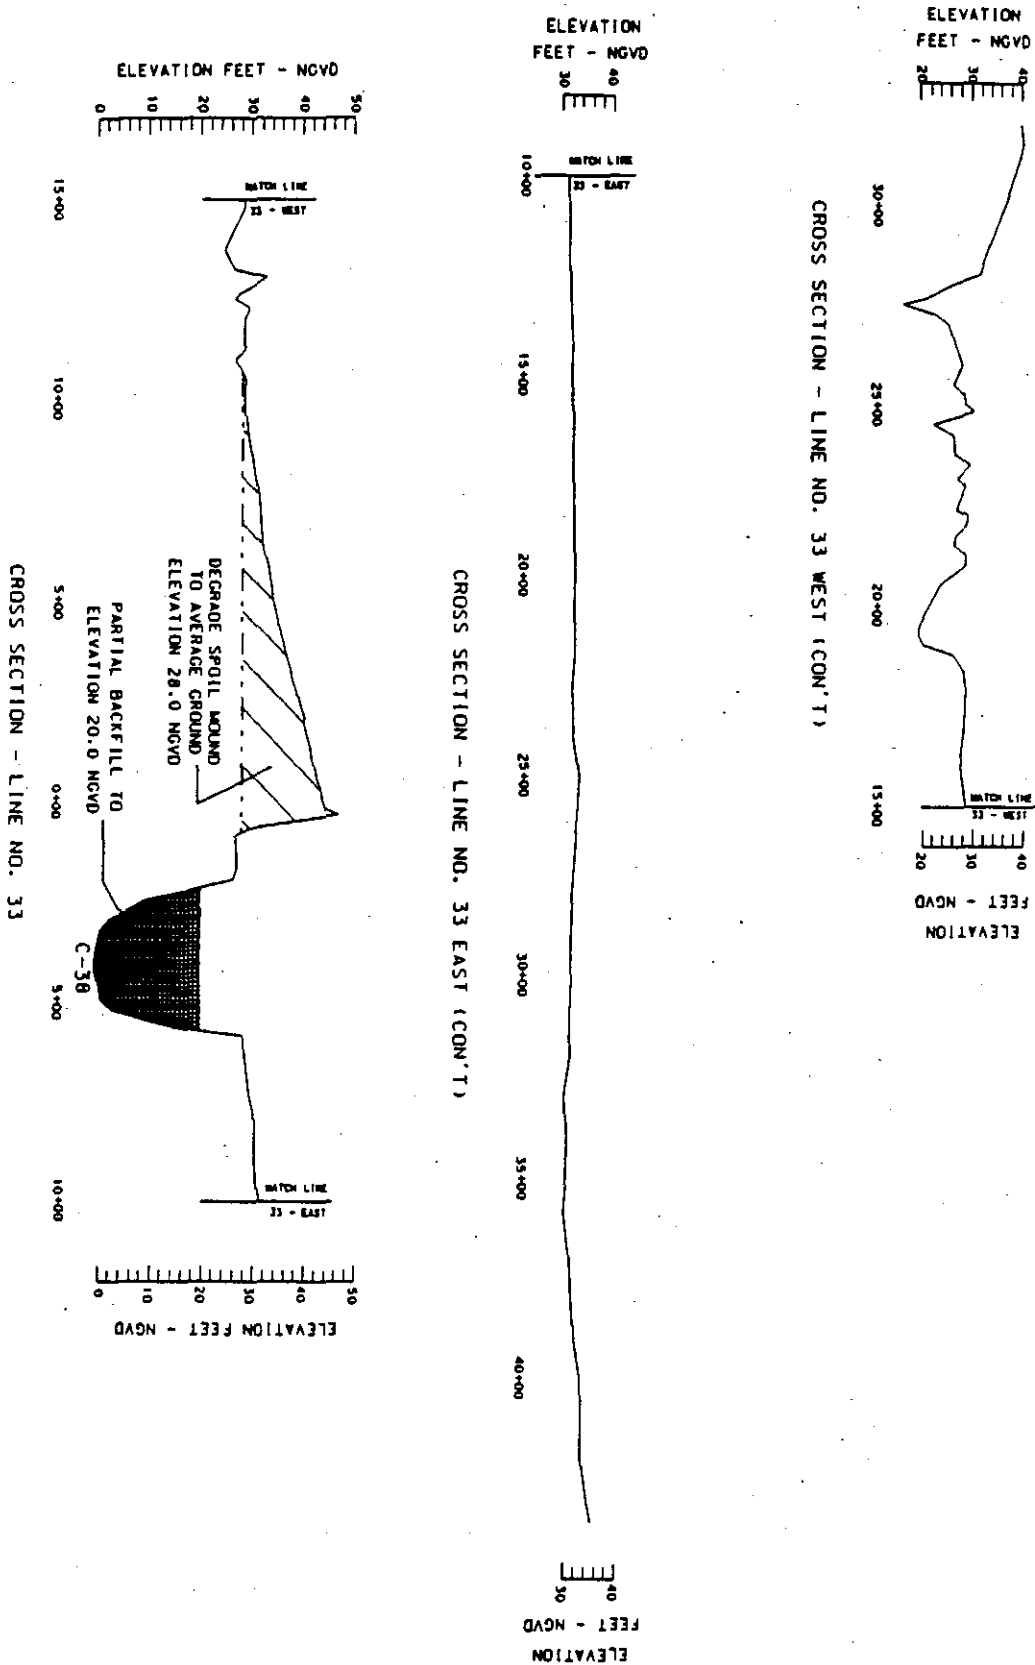 ELEVATION
FEET - NGVD
20 30 40
30+00
25+00
20+00
15+00
MATCH LINE
33 - WEST
20 30 40
ELEVATION
FEET - NGVD
CROSS SECTION - LINE NO. 33 WEST (CON'T)
ELEVATION
FEET - NGVD
30 40
MATCH LINE
33 - EAST
10+00
15+00
20+00
25+00
30+00
35+00
40+00
30 40
ELEVATION
FEET - NGVD
CROSS SECTION - LINE NO. 33 EAST (CON'T)
ELEVATION FEET - NGVD
0 10 20 30 40 50
MATCH LINE
33 - WEST
15+00
10+00
5+00
0+00
5+00
10+00
DEGRADE SPOIL MOUND
TO AVERAGE GROUND
ELEVATION 28.0 NGVD
PARTIAL BACKFILL TO
ELEVATION 20.0 NGVD
C-38
MATCH LINE
33 - EAST
0 10 20 30 40 50
ELEVATION FEET - NGVD
CROSS SECTION - LINE NO. 33